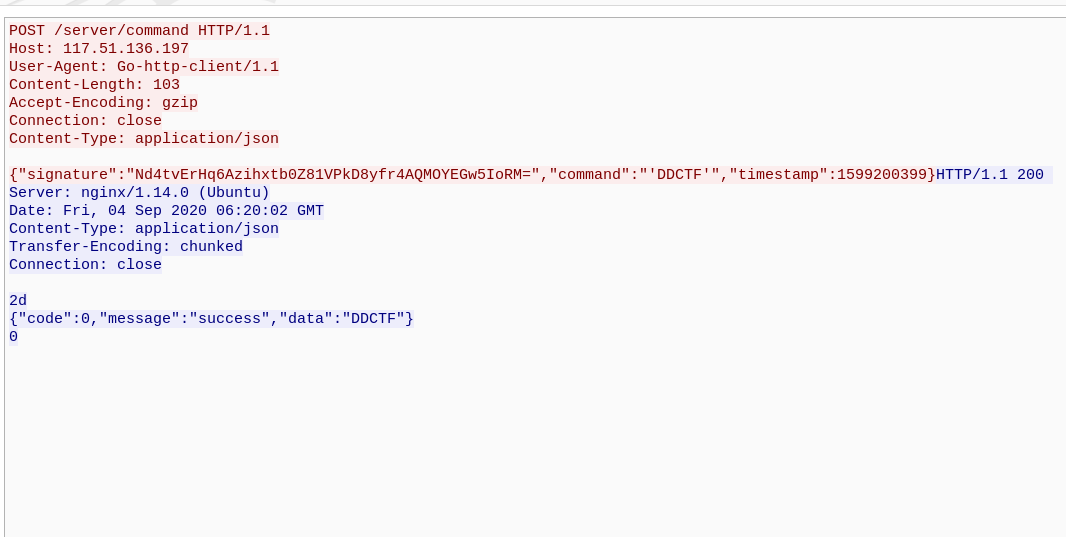 POST /server/command HTTP/1.1
Host: 117.51.136.197
User-Agent: Go-http-client/1.1
Content-Length: 103
Accept-Encoding: gzip
Connection: close
Content-Type: application/json
{"signature":"Nd4tvErHq6Azihxtb0Z81VPkD8yfr4AQMOYEGw5IoRM=","command":"'DDCTF'","timestamp":1599200399}HTTP/1.1 200
Server: nginx/1.14.0 (Ubuntu)
Date: Fri, 04 Sep 2020 06:20:02 GMT
Content-Type: application/json
Transfer-Encoding: chunked
Connection: close
2d
{"code":0,"message":"success","data":"DDCTF"}
0